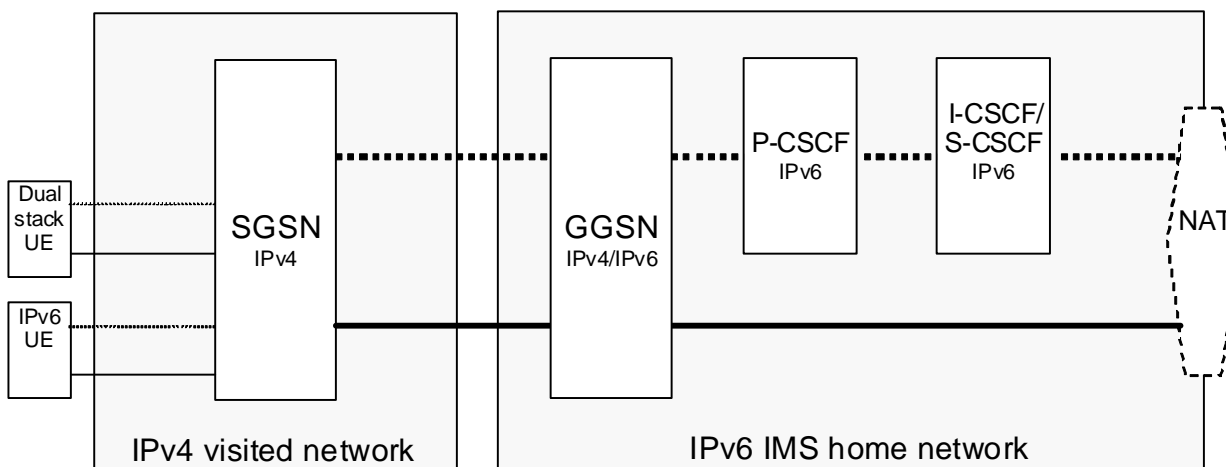 Dual
stack
UE
IPv6
UE
SGSN
IPv4
IPv4 visited network
GGSN
IPv4/IPv6
P-CSCF
IPv6
I-CSCF/
S-CSCF
IPv6
NAT
IPv6 IMS home network